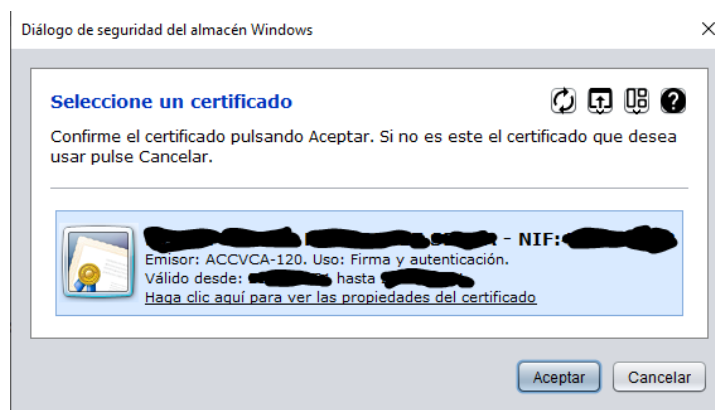 Diálogo de seguridad del almacén Windows
Seleccione un certificado
Confirme el certificado pulsando Aceptar. Si no es este el certificado que desea
usar pulse Cancelar.
- NIF:
Emisor: ACCVCA-120. Uso: Firma y autenticación.
Válido desde: hasta
Haga clic aquí para ver las propiedades del certificado
Aceptar Cancelar